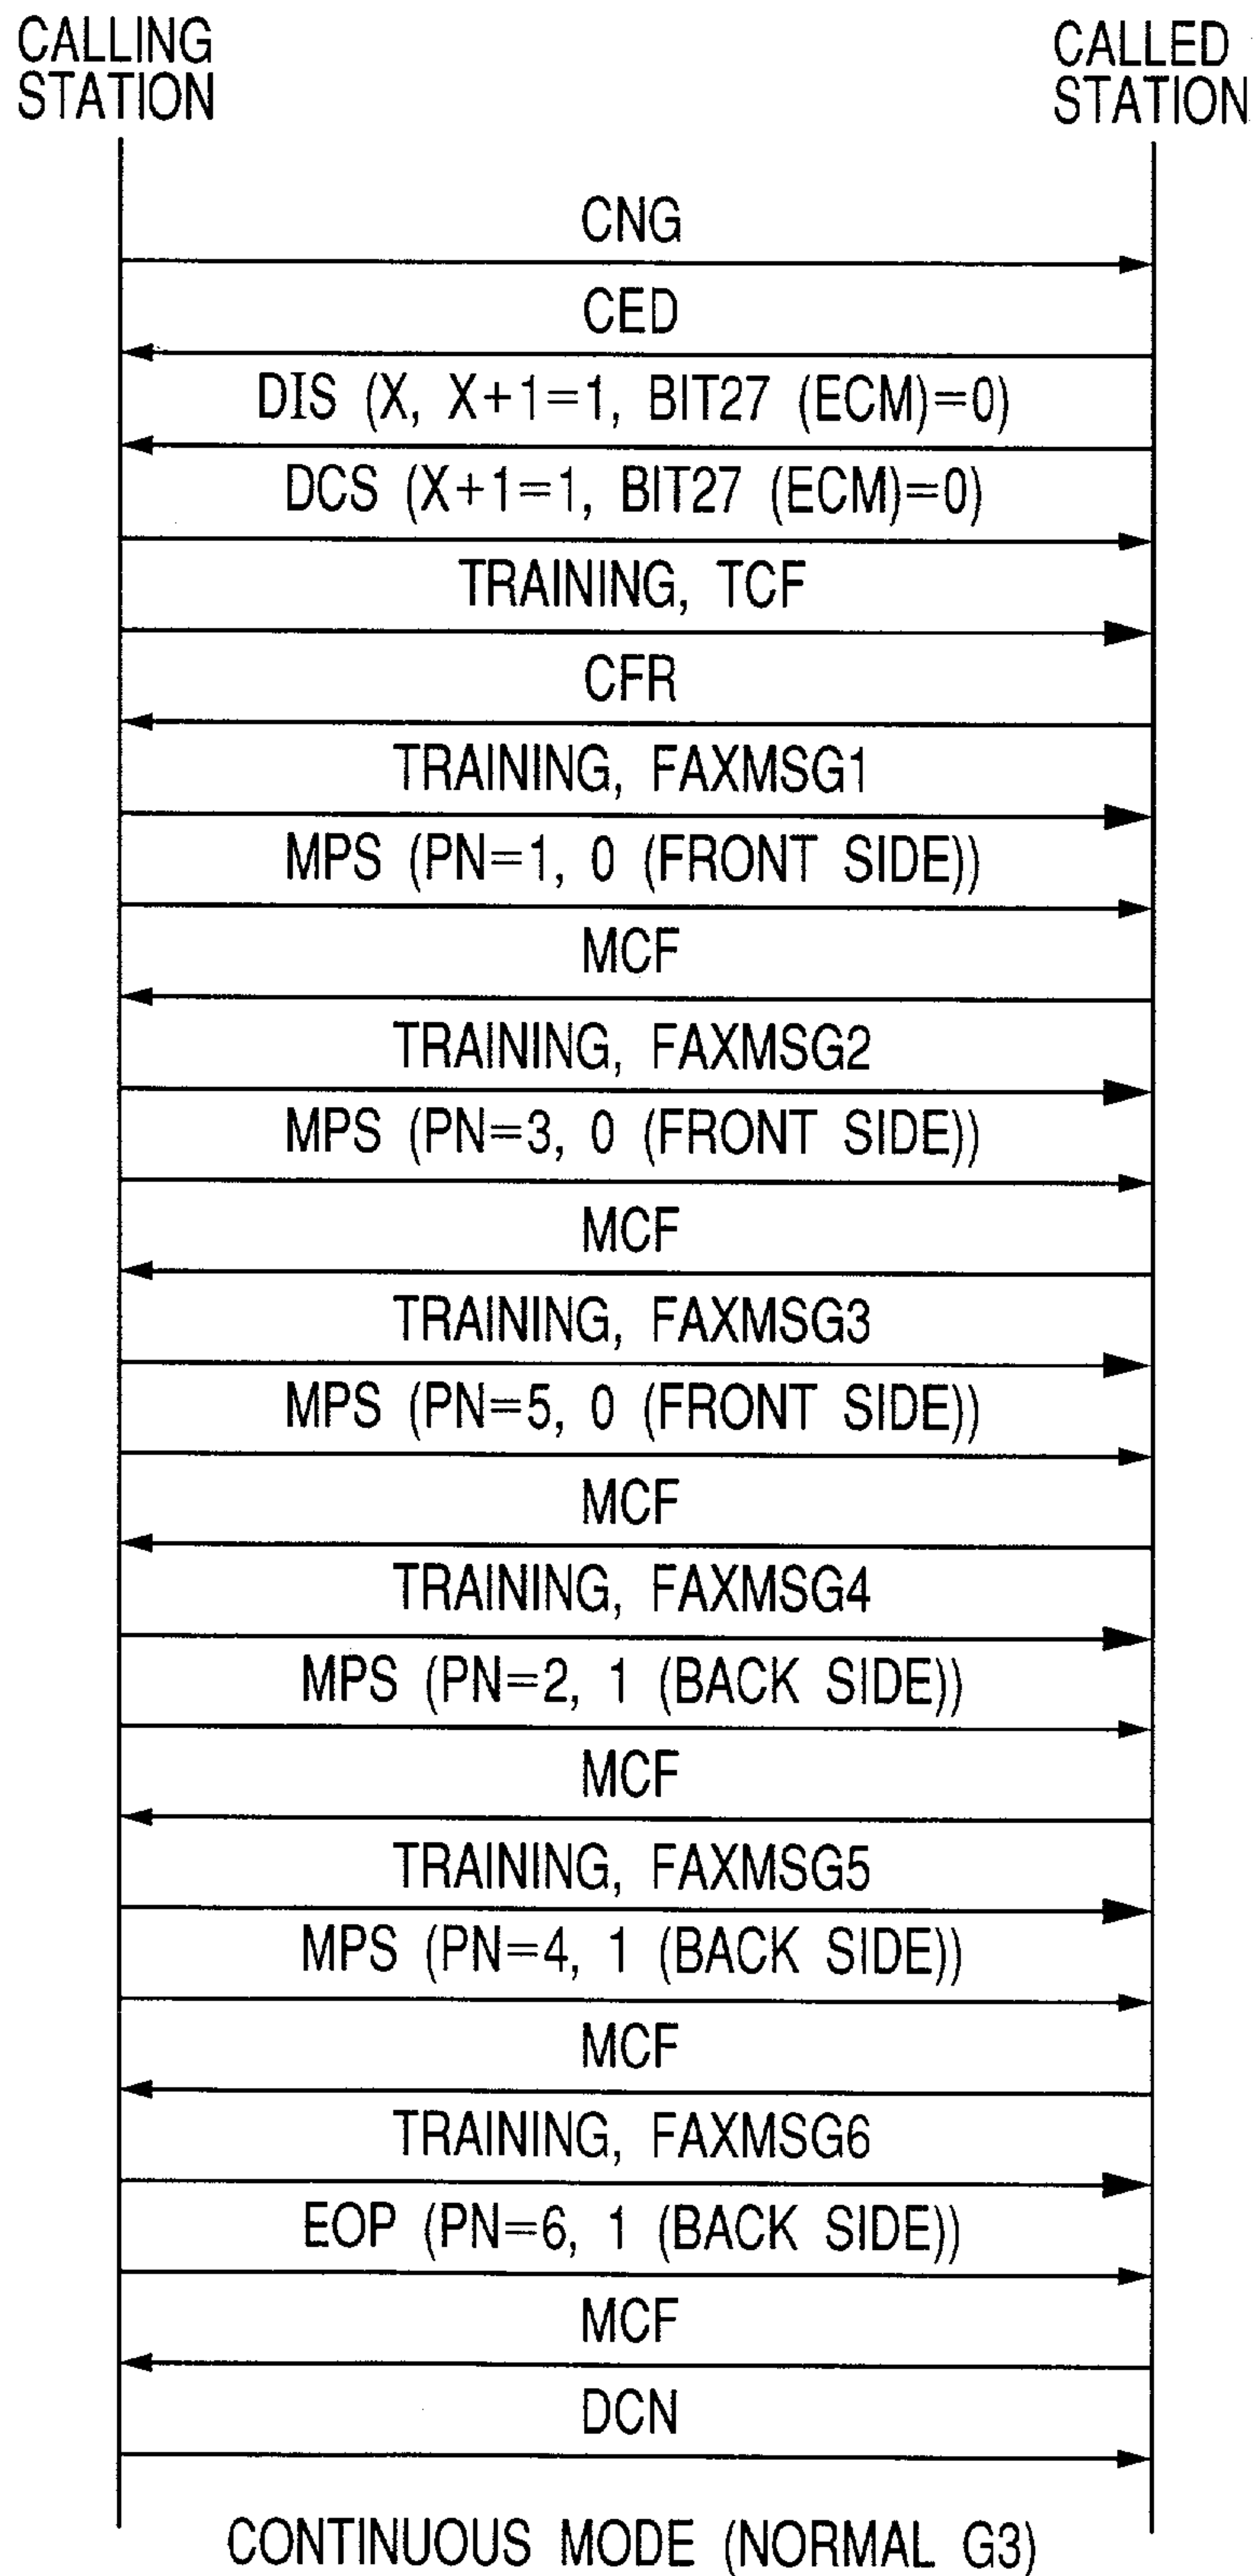 CALLING
STATION
CALLED
STATION
CNG
CED
DIS (X, X+1=1, BIT27 (ECM)=0)
DCS (X+1=1, BIT27 (ECM)=0)
TRAINING, TCF
CFR
TRAINING, FAXMSG1
MPS (PN=1, 0 (FRONT SIDE))
MCF
TRAINING, FAXMSG2
MPS (PN=3, 0 (FRONT SIDE))
MCF
TRAINING, FAXMSG3
MPS (PN=5, 0 (FRONT SIDE))
MCF
TRAINING, FAXMSG4
MPS (PN=2, 1 (BACK SIDE))
MCF
TRAINING, FAXMSG5
MPS (PN=4, 1 (BACK SIDE))
MCF
TRAINING, FAXMSG6
EOP (PN=6, 1 (BACK SIDE))
MCF
DCN
CONTINUOUS MODE (NORMAL G3)